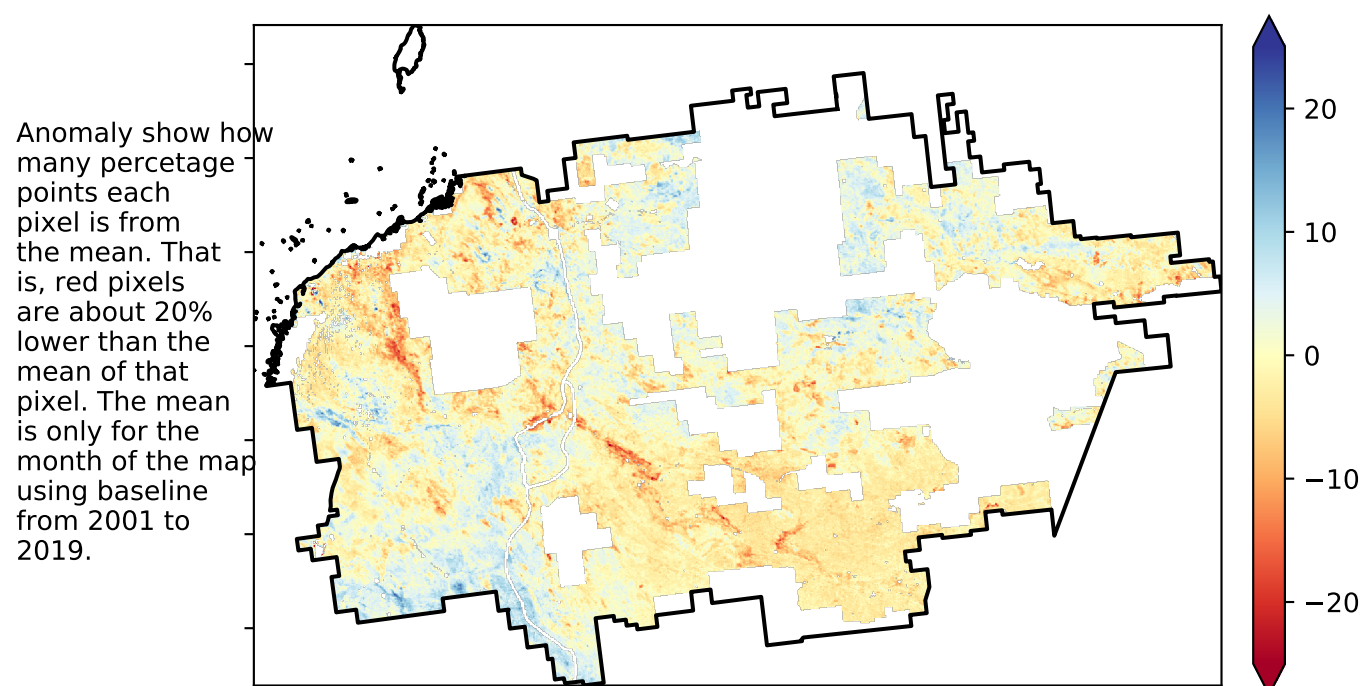 Anomaly show how
many percetage
points each
pixel is from
the mean. That
is, red pixels
are about 20%
lower than the
mean of that
pixel. The mean
is only for the
month of the map
using baseline
from 2001 to
2019.
20
10
0
−10
−20